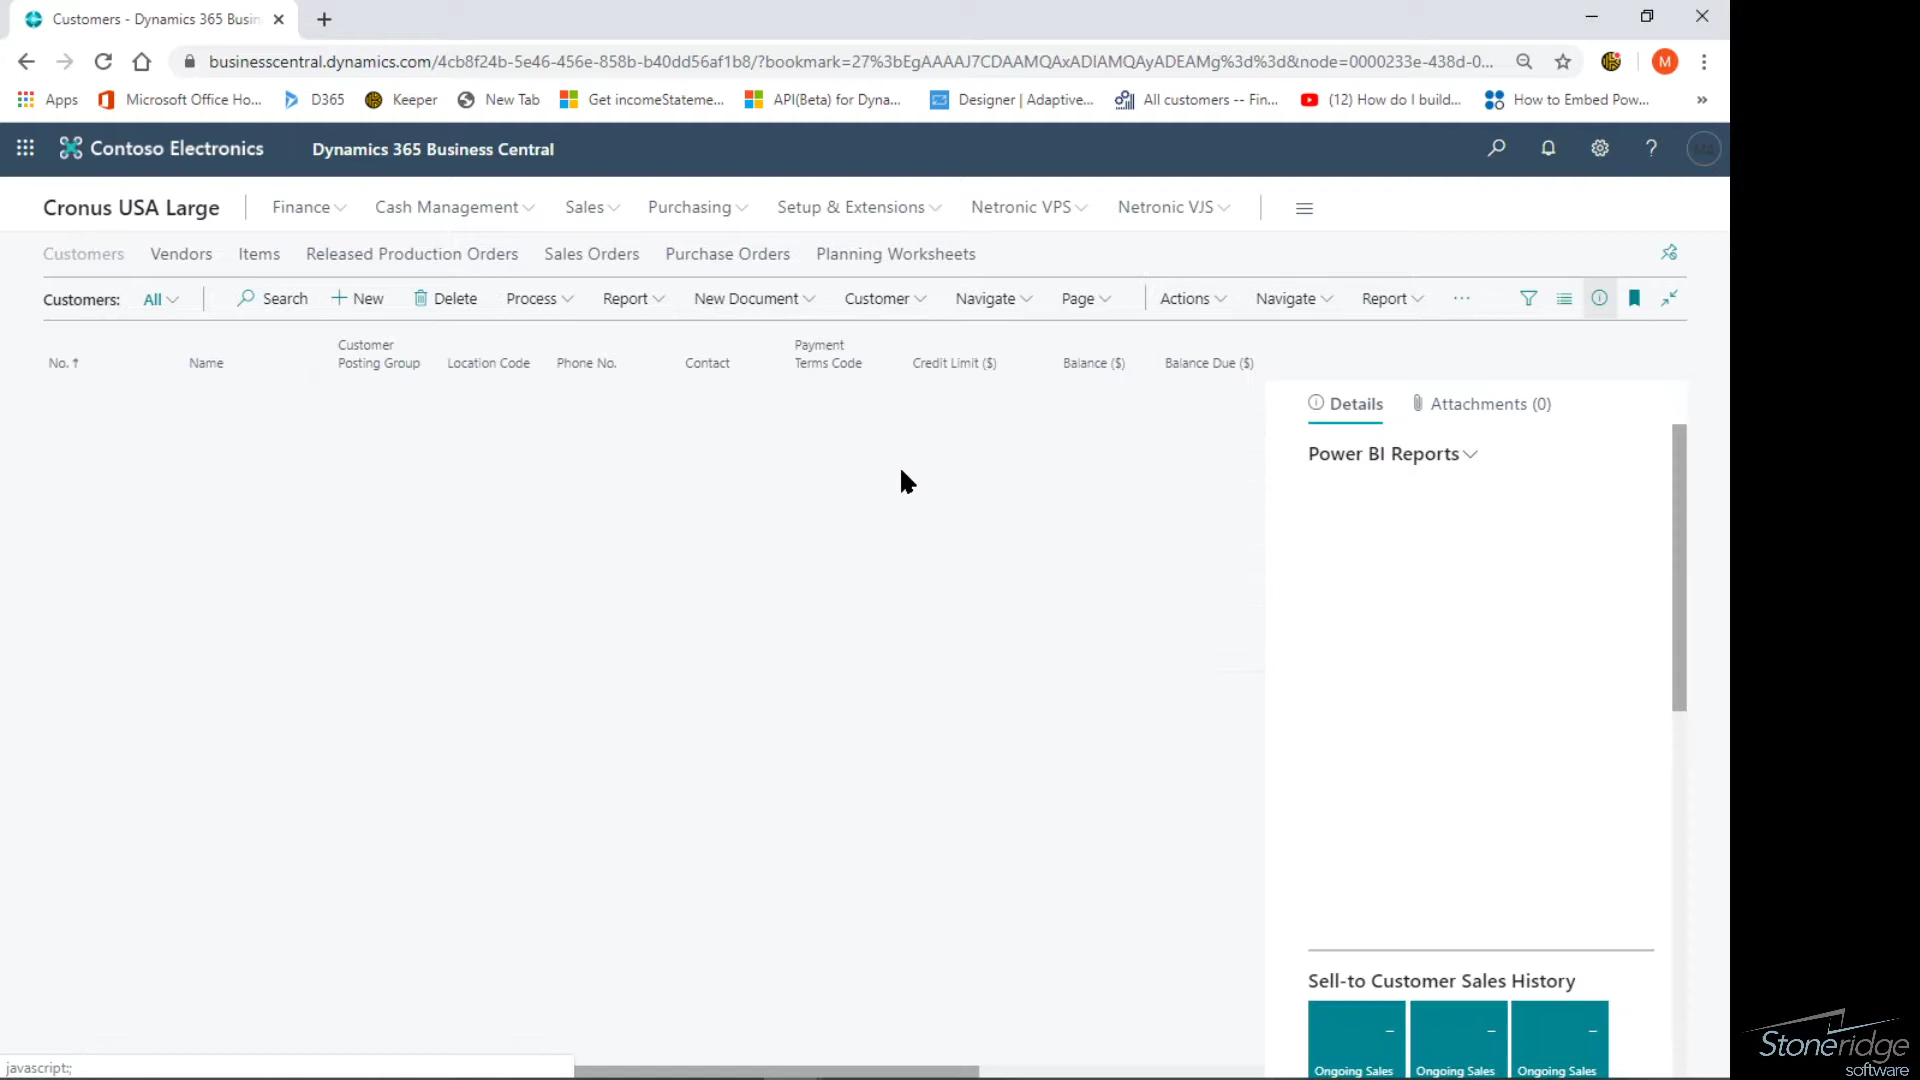 Customers - Dynamics 365 Busin
businesscentral.dynamics.com/4cb8f24b-5e46-456e-858b-b40dd56af1b8/?bookmark=27%3bEgAAAAJ7CDAAMQAxADIAMQAyADEAMg%3d%3d&node=0000233e-438d-0...
M
Apps Microsoft Office Ho... D365 Keeper New Tab Get incomeStateme... API(Beta) for Dyna... Designer | Adaptive... All customers -- Fin... (12) How do I build... How to Embed Pow... »
Contoso Electronics Dynamics 365 Business Central ?
Cronus USA Large Finance Cash Management Sales Purchasing Setup & Extensions Netronic VPS Netronic VJS
Customers Vendors Items Released Production Orders Sales Orders Purchase Orders Planning Worksheets
Customers: All Search + New Delete Process Report New Document Customer Navigate Page Actions Navigate Report ...
No. ↑ Name Customer Posting Group Location Code Phone No. Contact Payment Terms Code Credit Limit ($) Balance ($) Balance Due ($)
Details Attachments (0)
Power BI Reports
Sell-to Customer Sales History
– – –
Ongoing Sales Ongoing Sales Ongoing Sales
javascript:;
Stoneridge
software